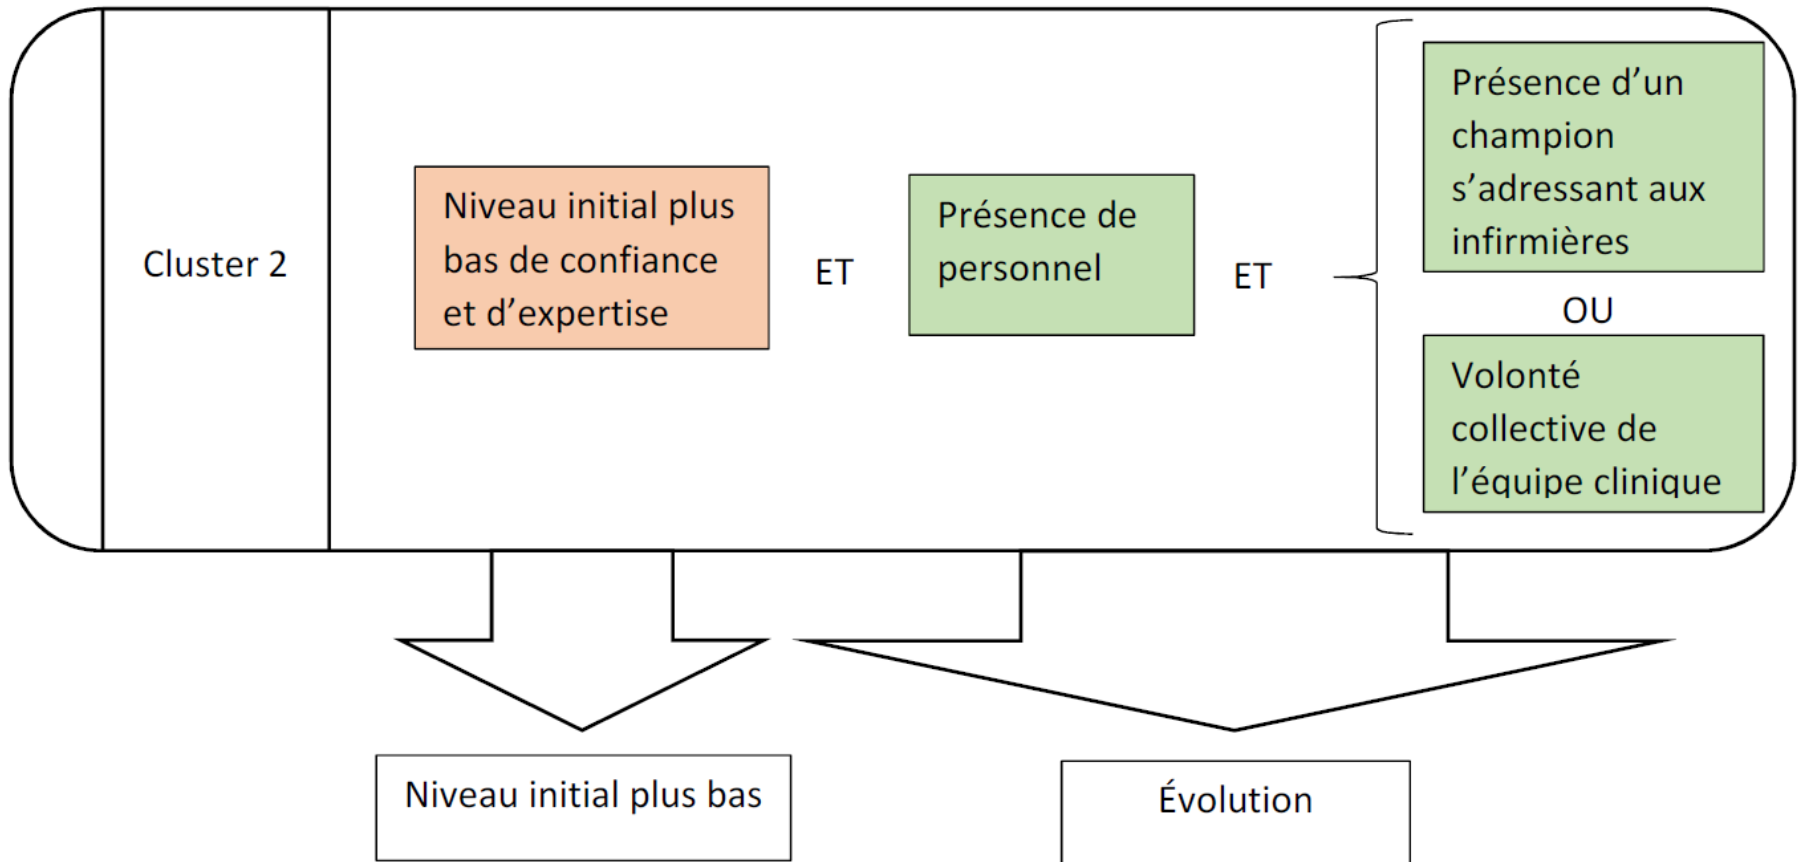 Cluster 2
Niveau initial plus
bas de confiance
et d’expertise
ET
Présence de
personnel
ET
Présence d’un
champion
s’adressant aux
infirmières
OU
Volonté
collective de
l’équipe clinique
Niveau initial plus bas
Évolution